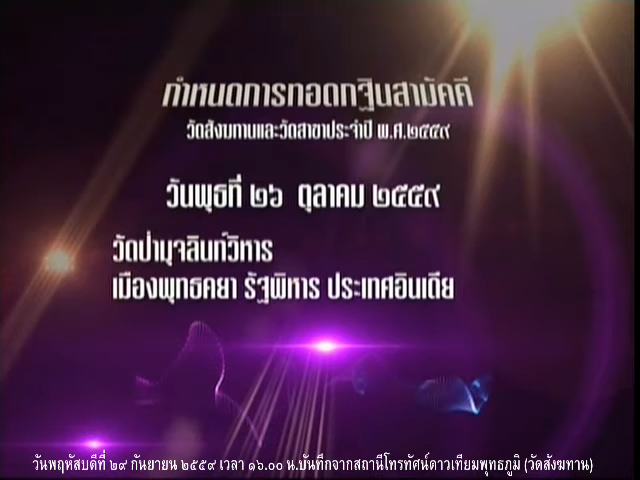 กำหนดการทอดกฐินสามัคคี
วัดสังฆทานและวัดสาขาประจำปี พ.ศ.๒๕๕๙
วันพุธที่ ๒๖ ตุลาคม ๒๕๕๙
วัดป่ามุจลินท์วิหาร
เมืองพุทธคยา รัฐพิหาร ประเทศอินเดีย
วันพฤหัสบดีที่ ๒๙ กันยายน ๒๕๕๙ เวลา ๑๖.๐๐ น.บันทึกจากสถานีโทรทัศน์ดาวเทียมพุทธภูมิ (วัดสังฆทาน)